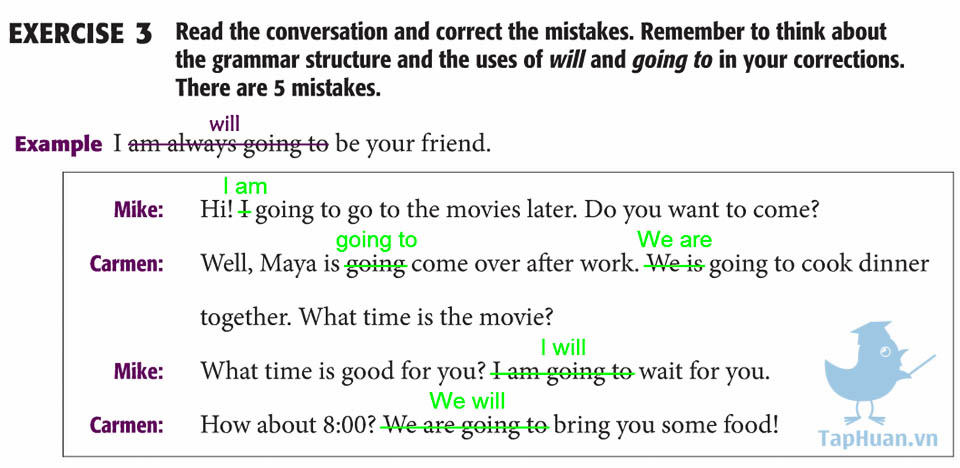 EXERCISE 3 Read the conversation and correct the mistakes. Remember to think about
the grammar structure and the uses of will and going to in your corrections.
There are 5 mistakes.
will
Example I am always going to be your friend.
I am
Mike: Hi! I going to go to the movies later. Do you want to come?
going to We are
Carmen: Well, Maya is going come over after work. We is going to cook dinner
together. What time is the movie?
I will
Mike: What time is good for you? I am going to wait for you.
We will
Carmen: How about 8:00? We are going to bring you some food!
TapHuan.vn